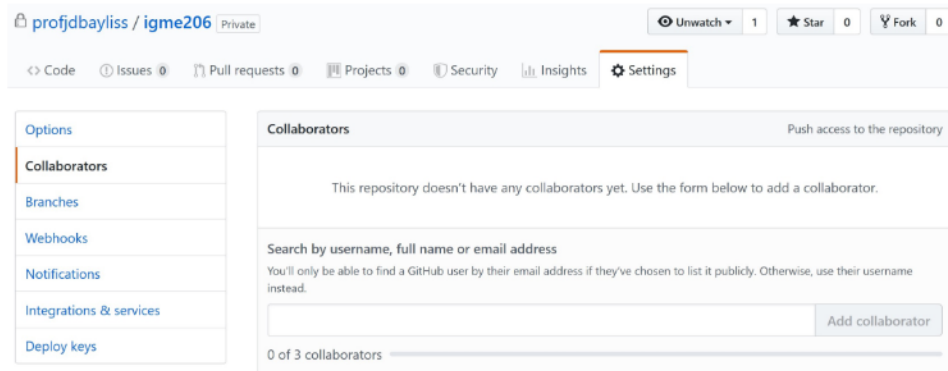 profjdbayliss / igme206 Private
Unwatch 1 Star 0 Fork 0
Code Issues 0 Pull requests 0 Projects 0 Security Insights Settings
Options
Collaborators
Branches
Webhooks
Notifications
Integrations & services
Deploy keys
Collaborators Push access to the repository
This repository doesn't have any collaborators yet. Use the form below to add a collaborator.
Search by username, full name or email address
You'll only be able to find a GitHub user by their email address if they've chosen to list it publicly. Otherwise, use their username
instead.
Add collaborator
0 of 3 collaborators